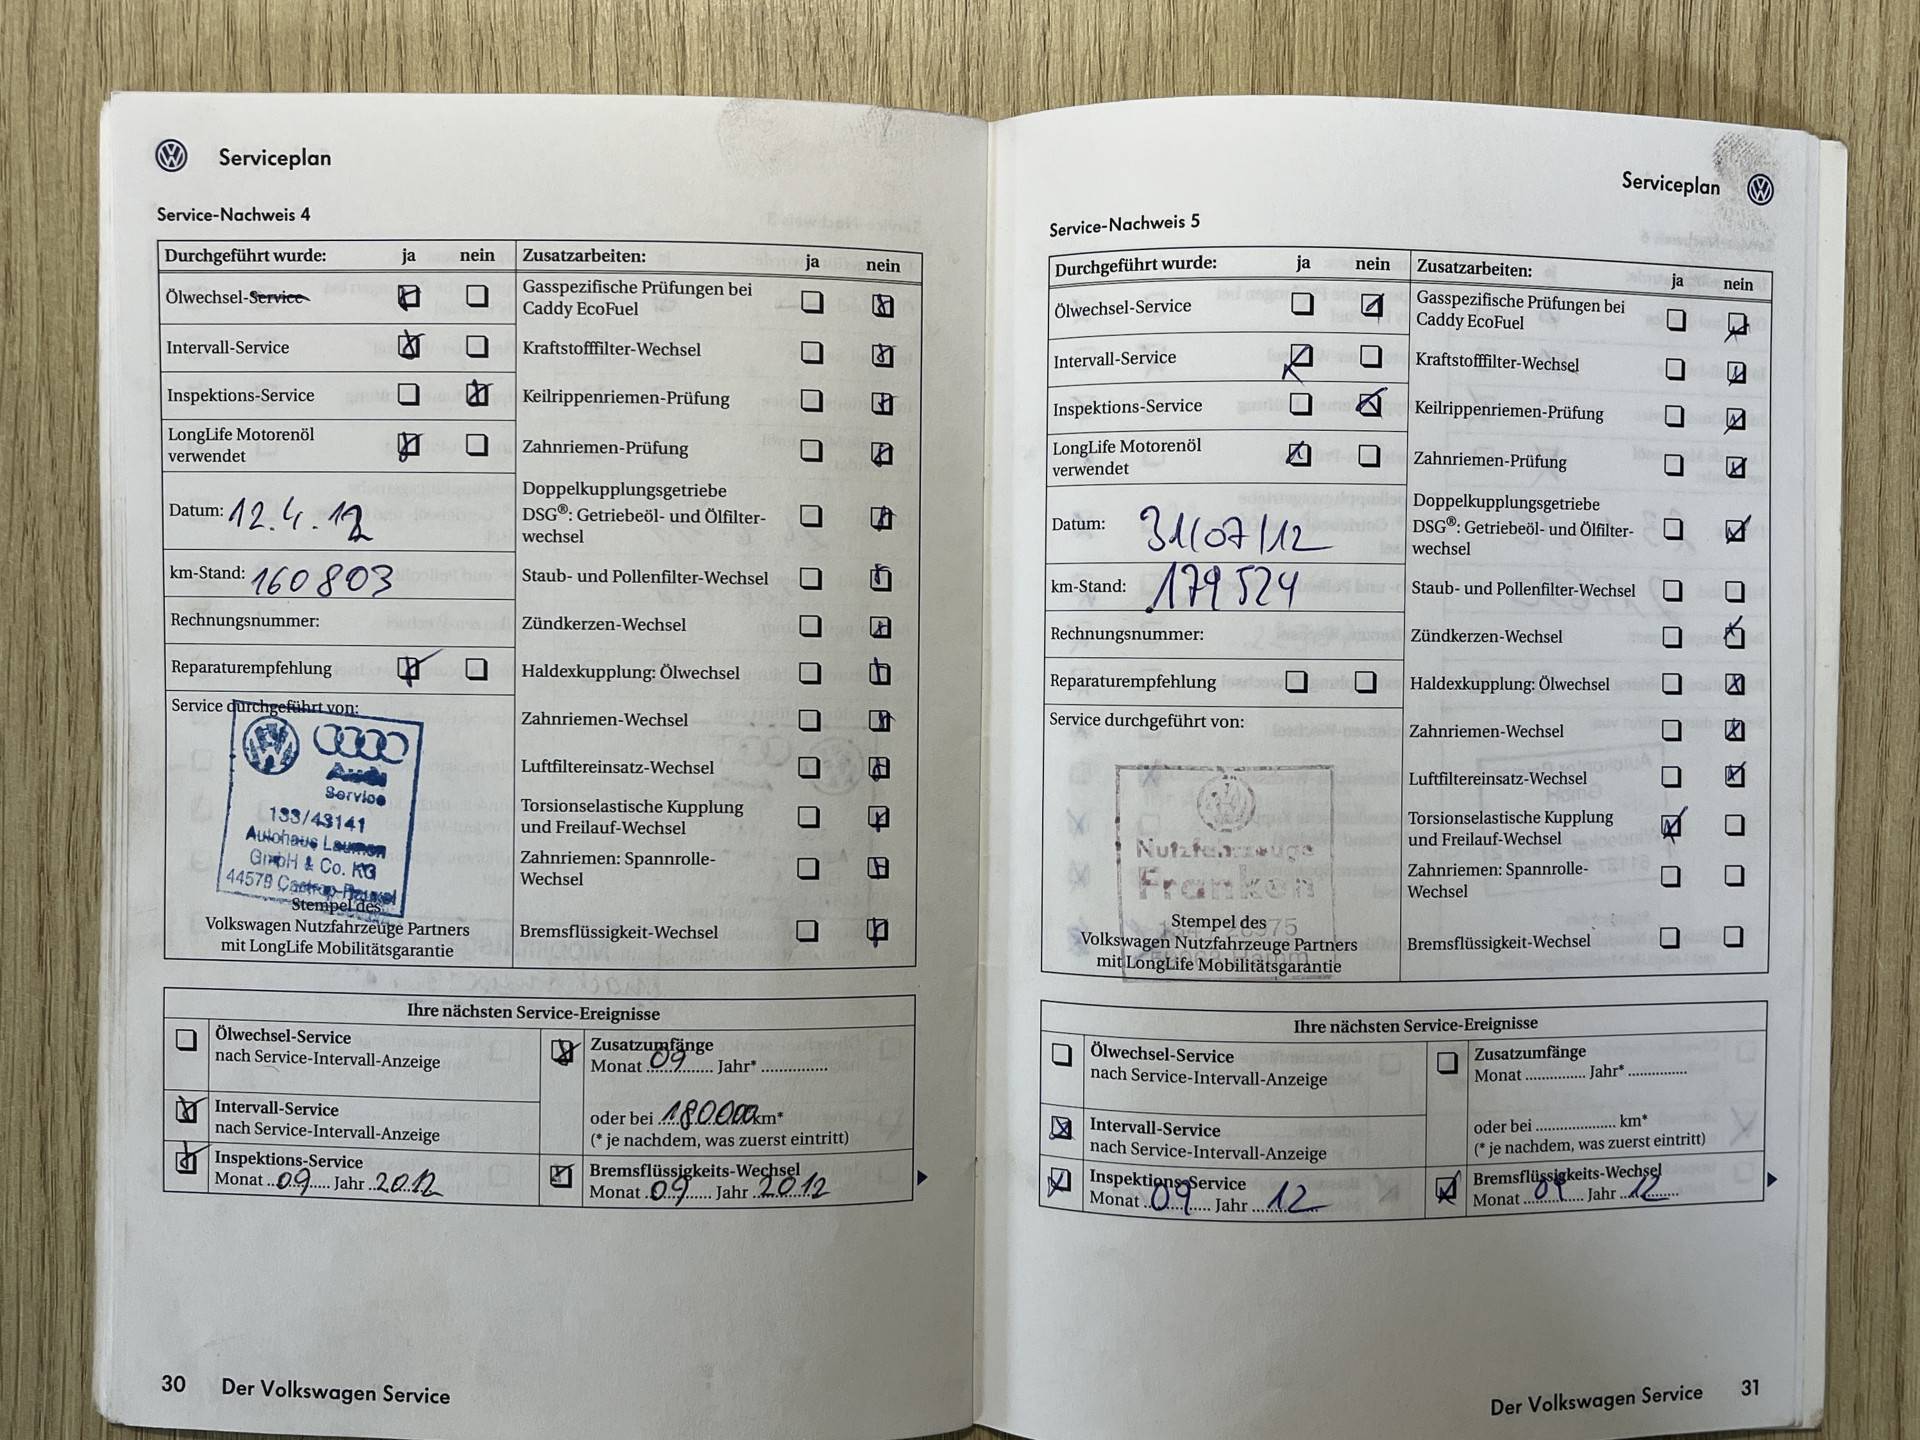 Serviceplan
Service-Nachweis 4
Durchgeführt wurde: ja nein
Ölwechsel-Service
Intervall-Service
Inspektions-Service
LongLife Motorenöl
verwendet
Datum: 12.4.12
km-Stand: 160803
Rechnungsnummer:
Reparaturempfehlung
Service durchgeführt von:
Audi
Service
133/43141
Autohaus
GmbH & Co. KG
44579 Castrop-Rauxel
Stempel des
Volkswagen Nutzfahrzeuge Partners
mit LongLife Mobilitätsgarantie
Zusatzarbeiten: ja nein
Gasspezifische Prüfungen bei
Caddy EcoFuel
Kraftstofffilter-Wechsel
Keilrippenriemen-Prüfung
Zahnriemen-Prüfung
Doppelkupplungsgetriebe
DSG®: Getriebeöl- und Ölfilter-
wechsel
Staub- und Pollenfilter-Wechsel
Zündkerzen-Wechsel
Haldexkupplung: Ölwechsel
Zahnriemen-Wechsel
Luftfiltereinsatz-Wechsel
Torsionselastische Kupplung
und Freilauf-Wechsel
Zahnriemen: Spannrolle-
Wechsel
Bremsflüssigkeit-Wechsel
Ihre nächsten Service-Ereignisse
Ölwechsel-Service
nach Service-Intervall-Anzeige
Intervall-Service
nach Service-Intervall-Anzeige
Inspektions-Service
Monat 09 Jahr 2012
Zusatzumfänge
Monat 09 Jahr*
oder bei 180000 km*
(* je nachdem, was zuerst eintritt)
Bremsflüssigkeits-Wechsel
Monat 09 Jahr 2012
30 Der Volkswagen Service
Serviceplan
Service-Nachweis 5
Durchgeführt wurde: ja nein
Ölwechsel-Service
Intervall-Service
Inspektions-Service
LongLife Motorenöl
verwendet
Datum: 31/07/12
km-Stand: 179524
Rechnungsnummer:
Reparaturempfehlung
Service durchgeführt von:
Nutzfahrzeuge
Franken
Stempel des
Volkswagen Nutzfahrzeuge Partners
mit LongLife Mobilitätsgarantie
Zusatzarbeiten: ja nein
Gasspezifische Prüfungen bei
Caddy EcoFuel
Kraftstofffilter-Wechsel
Keilrippenriemen-Prüfung
Zahnriemen-Prüfung
Doppelkupplungsgetriebe
DSG®: Getriebeöl- und Ölfilter-
wechsel
Staub- und Pollenfilter-Wechsel
Zündkerzen-Wechsel
Haldexkupplung: Ölwechsel
Zahnriemen-Wechsel
Luftfiltereinsatz-Wechsel
Torsionselastische Kupplung
und Freilauf-Wechsel
Zahnriemen: Spannrolle-
Wechsel
Bremsflüssigkeit-Wechsel
Ihre nächsten Service-Ereignisse
Ölwechsel-Service
nach Service-Intervall-Anzeige
Intervall-Service
nach Service-Intervall-Anzeige
Inspektions-Service
Monat 09 Jahr 12
Zusatzumfänge
Monat Jahr*
oder bei km*
(* je nachdem, was zuerst eintritt)
Bremsflüssigkeits-Wechsel
Monat 09 Jahr 12
Der Volkswagen Service 31